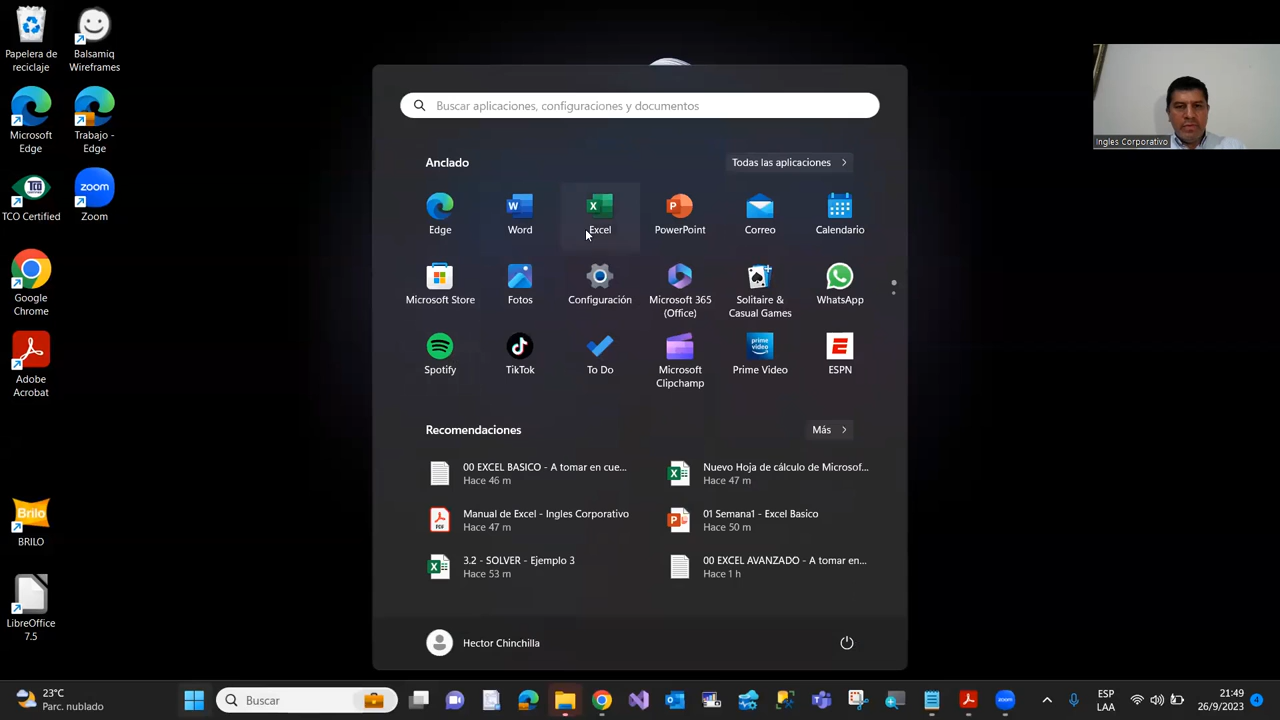 Papelera de
reciclaje
Balsamiq
Wireframes
Microsoft
Edge
Trabajo -
Edge
TCO Certified
Zoom
zoom
Google
Chrome
Adobe
Acrobat
Brilo
BRILO
LibreOffice
7.5
Buscar aplicaciones, configuraciones y documentos
Anclado
Todas las aplicaciones
Edge
Word
Excel
PowerPoint
Correo
Calendario
Microsoft Store
Fotos
Configuración
Microsoft 365
(Office)
Solitaire &
Casual Games
WhatsApp
prime
video
Spotify
TikTok
To Do
Microsoft
Clipchamp
Prime Video
ESPN
Recomendaciones
Más
00 EXCEL BASICO - A tomar en cue...
Hace 46 m
Nuevo Hoja de cálculo de Microsof...
Hace 47 m
Manual de Excel - Ingles Corporativo
Hace 47 m
01 Semana1 - Excel Basico
Hace 50 m
3.2 - SOLVER - Ejemplo 3
Hace 53 m
00 EXCEL AVANZADO - A tomar en...
Hace 1 h
Hector Chinchilla
Ingles Corporativo
23°C
Parc. nublado
Buscar
ESP
LAA
21:49
26/9/2023
4